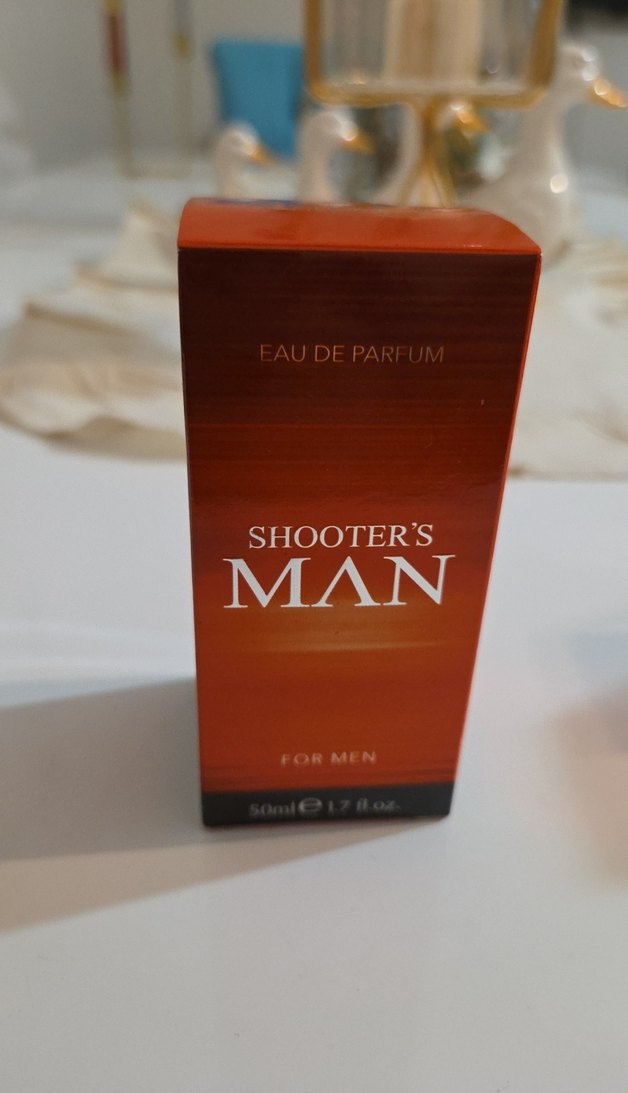 EAU DE PARFUM
SHOOTER'S
MAN
FOR MEN
50ml ℮ 1.7 fl.oz.